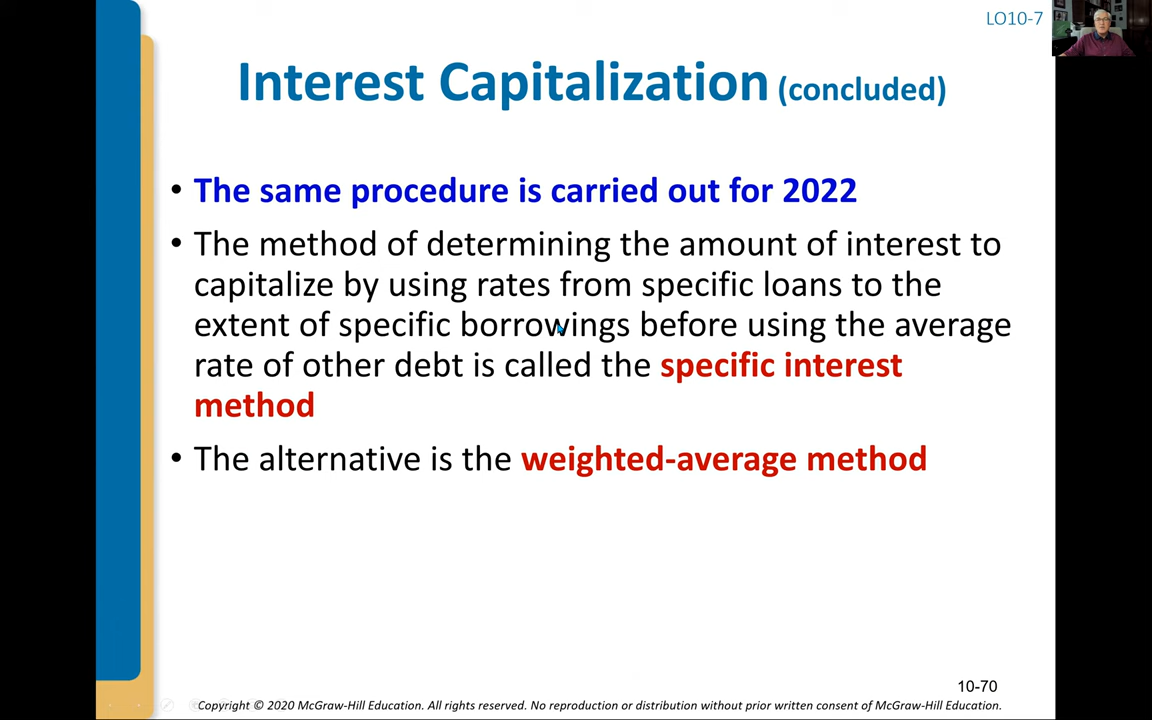 LO10-7
Interest Capitalization (concluded)
• The same procedure is carried out for 2022
• The method of determining the amount of interest to
capitalize by using rates from specific loans to the
extent of specific borrowings before using the average
rate of other debt is called the specific interest
method
• The alternative is the weighted-average method
10-70
Copyright © 2020 McGraw-Hill Education. All rights reserved. No reproduction or distribution without prior written consent of McGraw-Hill Education.